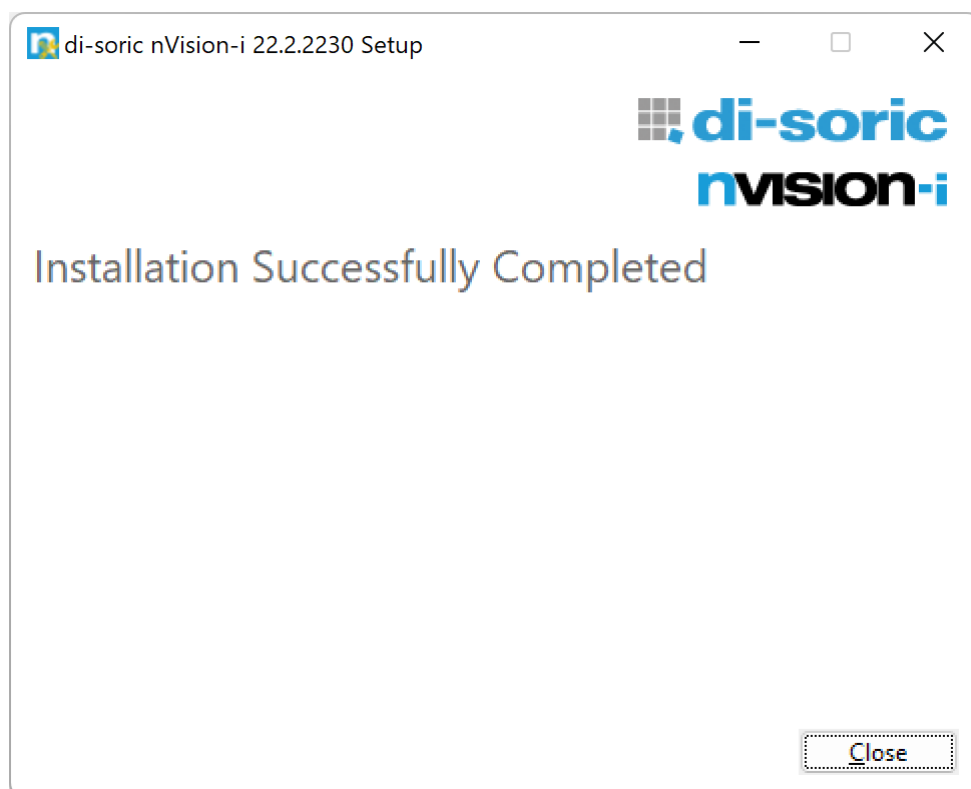 di-soric nVision-i 22.2.2230 Setup
di-soric
nvision-i
Installation Successfully Completed
Close